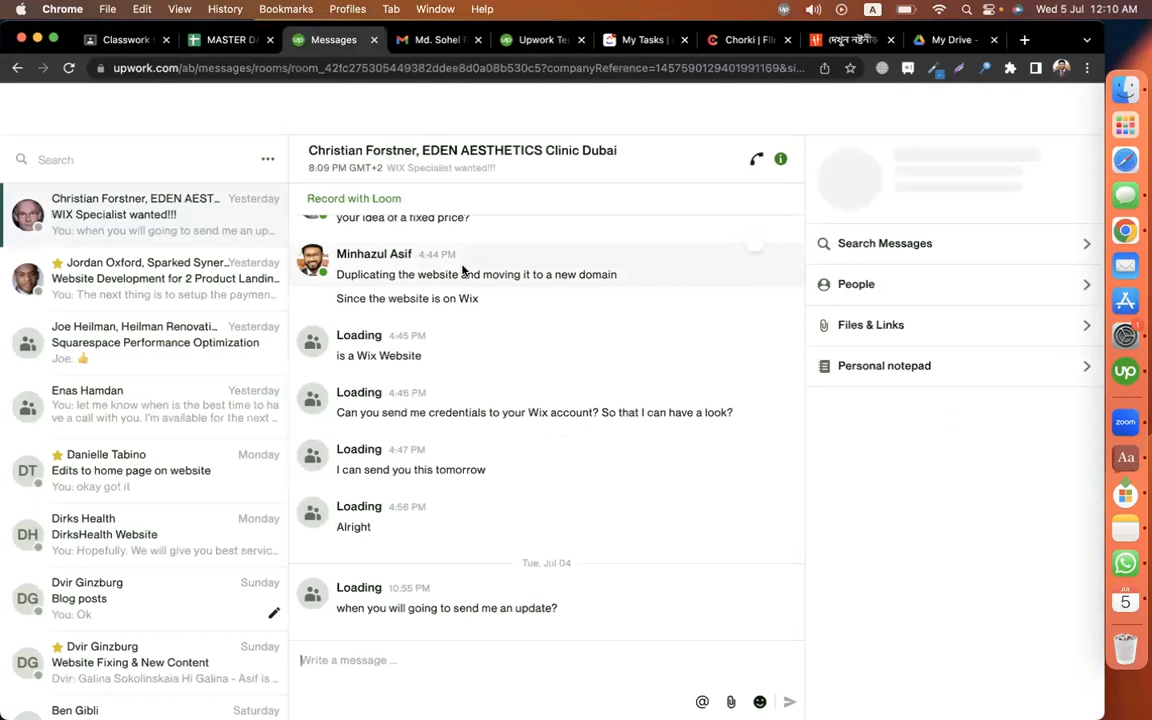 Chrome File Edit View History Bookmarks Profiles Tab Window Help
A Wed 5 Jul 12:10 AM
Classwork
MASTER DA
Messages
Md. Sohel R
Upwork Te
My Tasks |
Chorki | Fil
My Drive -
upwork.com/ab/messages/rooms/room_42fc275305449382ddee8d0a08b530c5?companyReference=1457590129401991169&si...
Search
Christian Forstner, EDEN AEST... Yesterday
WIX Specialist wanted!!!
You: when you will going to send me an up...
Jordan Oxford, Sparked Syner... Yesterday
Website Development for 2 Product Landin...
You: The next thing is to setup the paymen...
Joe Heilman, Heilman Renovati... Yesterday
Squarespace Performance Optimization
Joe: 👍
Enas Hamdan Yesterday
You: let me know when is the best time to ha
ve a call with you. I'm available for the next ...
DT
Danielle Tabino Monday
Edits to home page on website
You: okay got it
DH
Dirks Health Monday
DirksHealth Website
You: Hopefully. We will give you best servic...
DG
Dvir Ginzburg Sunday
Blog posts
You: Ok
DG
Dvir Ginzburg Sunday
Website Fixing & New Content
Dvir: Galina Sokolinskaia Hi Galina - Asif is ...
Ben Gibli Saturday
Christian Forstner, EDEN AESTHETICS Clinic Dubai
8:09 PM GMT+2 WIX Specialist wanted!!!
Record with Loom
your idea of a fixed price?
Minhazul Asif 4:44 PM
Duplicating the website and moving it to a new domain
Since the website is on Wix
Loading 4:45 PM
is a Wix Website
Loading 4:46 PM
Can you send me credentials to your Wix account? So that I can have a look?
Loading 4:47 PM
I can send you this tomorrow
Loading 4:56 PM
Alright
Tue, Jul 04
Loading 10:55 PM
when you will going to send me an update?
Write a message ...
Search Messages
People
Files & Links
Personal notepad
up
zoom
Aa
JUL
5